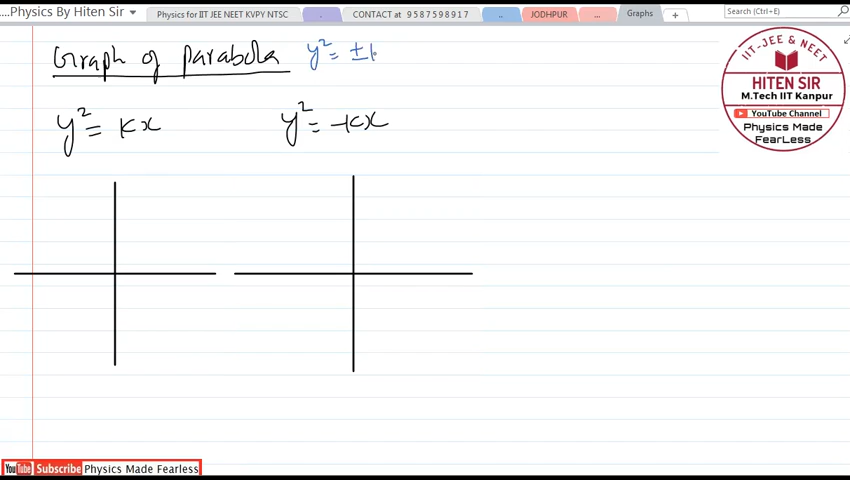 ....Physics By Hiten Sir
Physics for IIT JEE NEET KVPY NTSC
.
CONTACT at 9587598917
..
JODHPUR
...
Graphs
+
Search (Ctrl+E)
Graph of parabola y² = ±k
y² = kx
y² = -kx
IIT-JEE & NEET
HITEN SIR
M.Tech IIT Kanpur
YouTube Channel
Physics Made
FearLess
YouTube Subscribe Physics Made Fearless